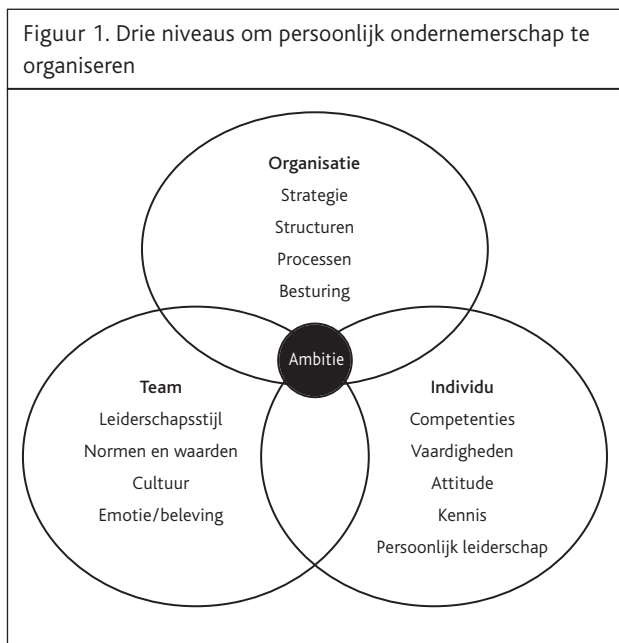 Figuur 1. Drie niveaus om persoonlijk ondernemerschap te
organiseren
Organisatie
Strategie
Structuren
Processen
Besturing
Ambitie
Team
Leiderschapsstijl
Normen en waarden
Cultuur
Emotie/beleving
Individu
Competenties
Vaardigheden
Attitude
Kennis
Persoonlijk leiderschap